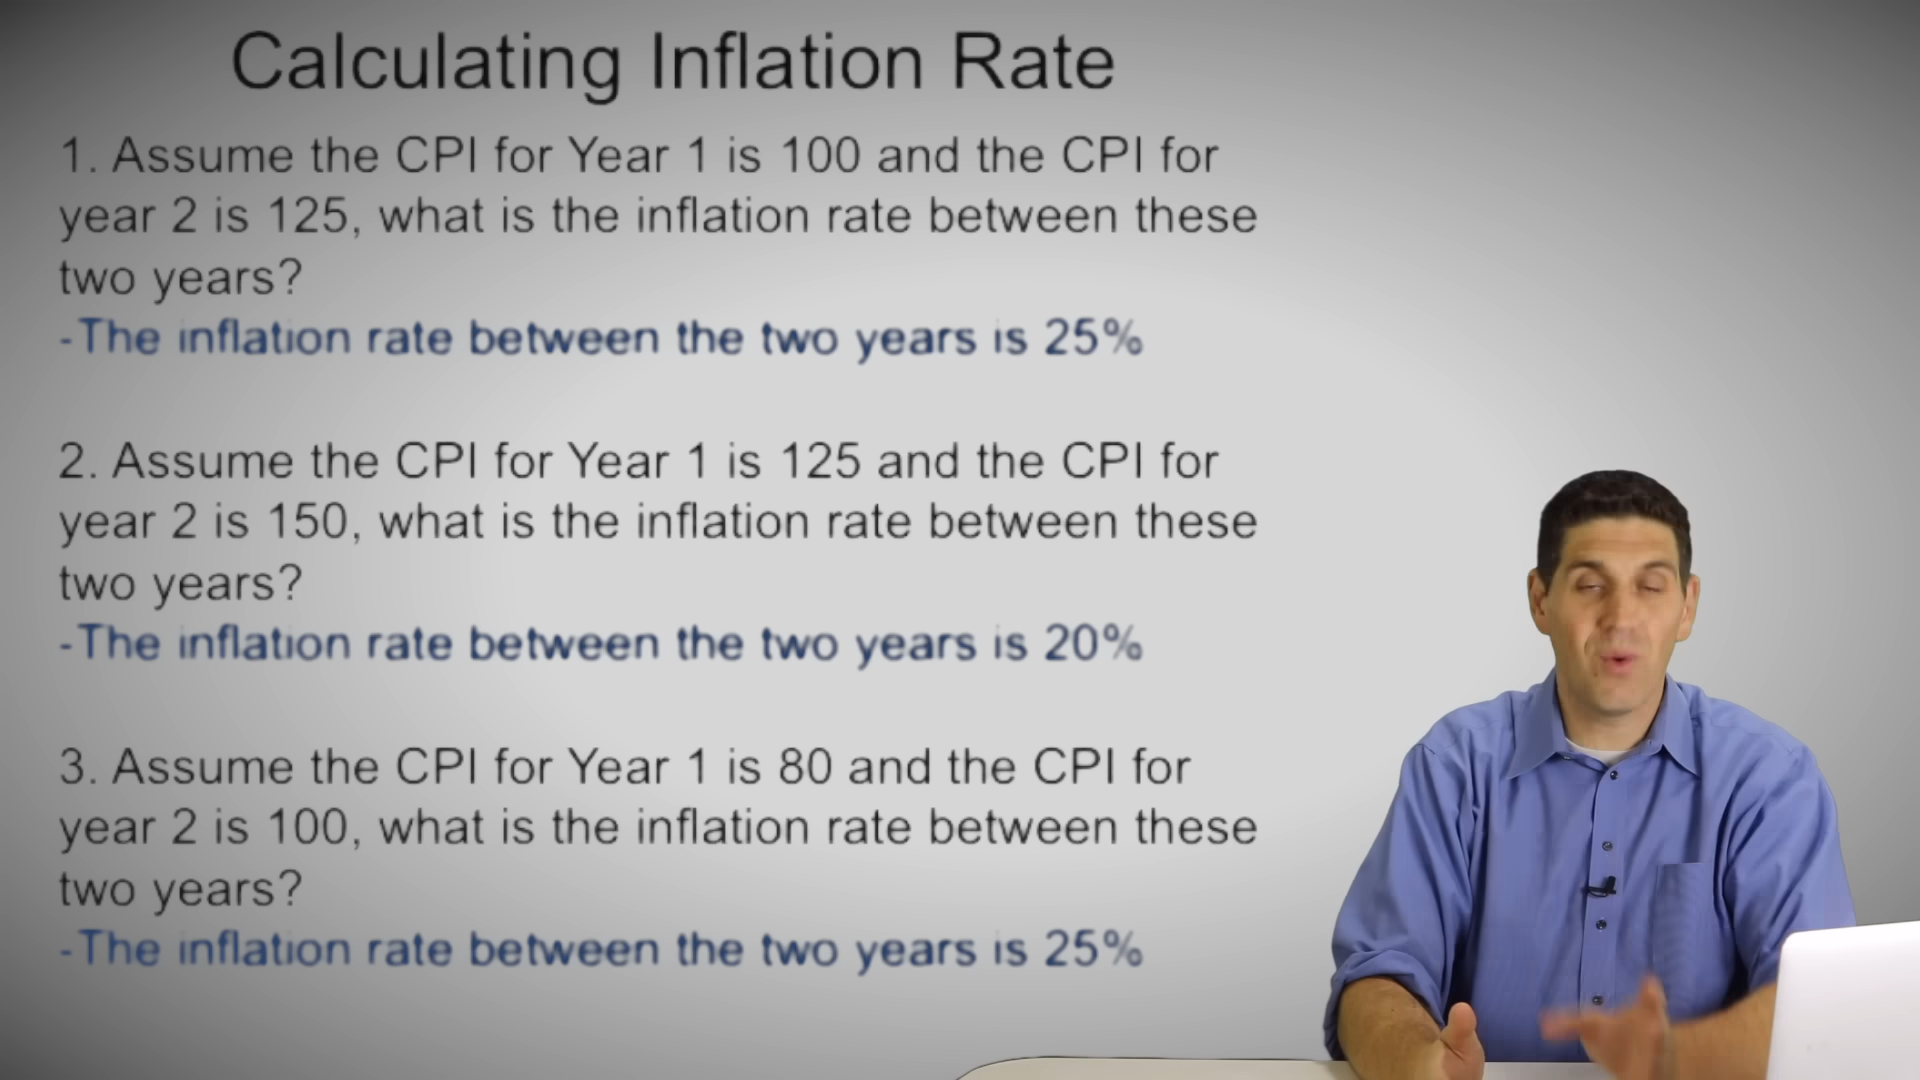 Calculating Inflation Rate
1. Assume the CPI for Year 1 is 100 and the CPI for
year 2 is 125, what is the inflation rate between these
two years?
-The inflation rate between the two years is 25%
2. Assume the CPI for Year 1 is 125 and the CPI for
year 2 is 150, what is the inflation rate between these
two years?
-The inflation rate between the two years is 20%
3. Assume the CPI for Year 1 is 80 and the CPI for
year 2 is 100, what is the inflation rate between these
two years?
-The inflation rate between the two years is 25%